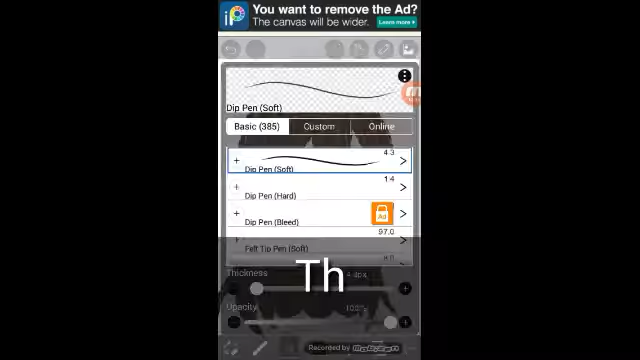 You want to remove the Ad?
The canvas will be wider.
Learn more
Dip Pen (Soft)
Basic (385)
Custom
Online
4.3
Dip Pen (Soft)
1.4
Dip Pen (Hard)
Ad
Dip Pen (Bleed)
97.0
Felt Tip Pen (Soft)
Th
Thickness
Opacity
Recorded by
Mobizen